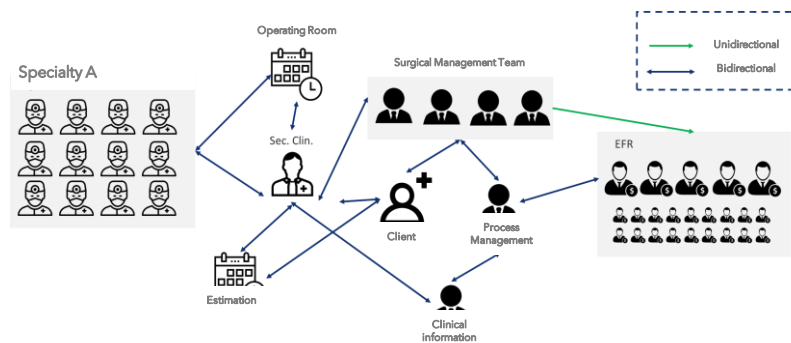 Operating Room
Unidirectional
Bidirectional
Specialty A
Surgical Management Team
Sec. Clin.
EFR
$ $ $ $ $
Client
Process
Management
Estimation
Clinical
information